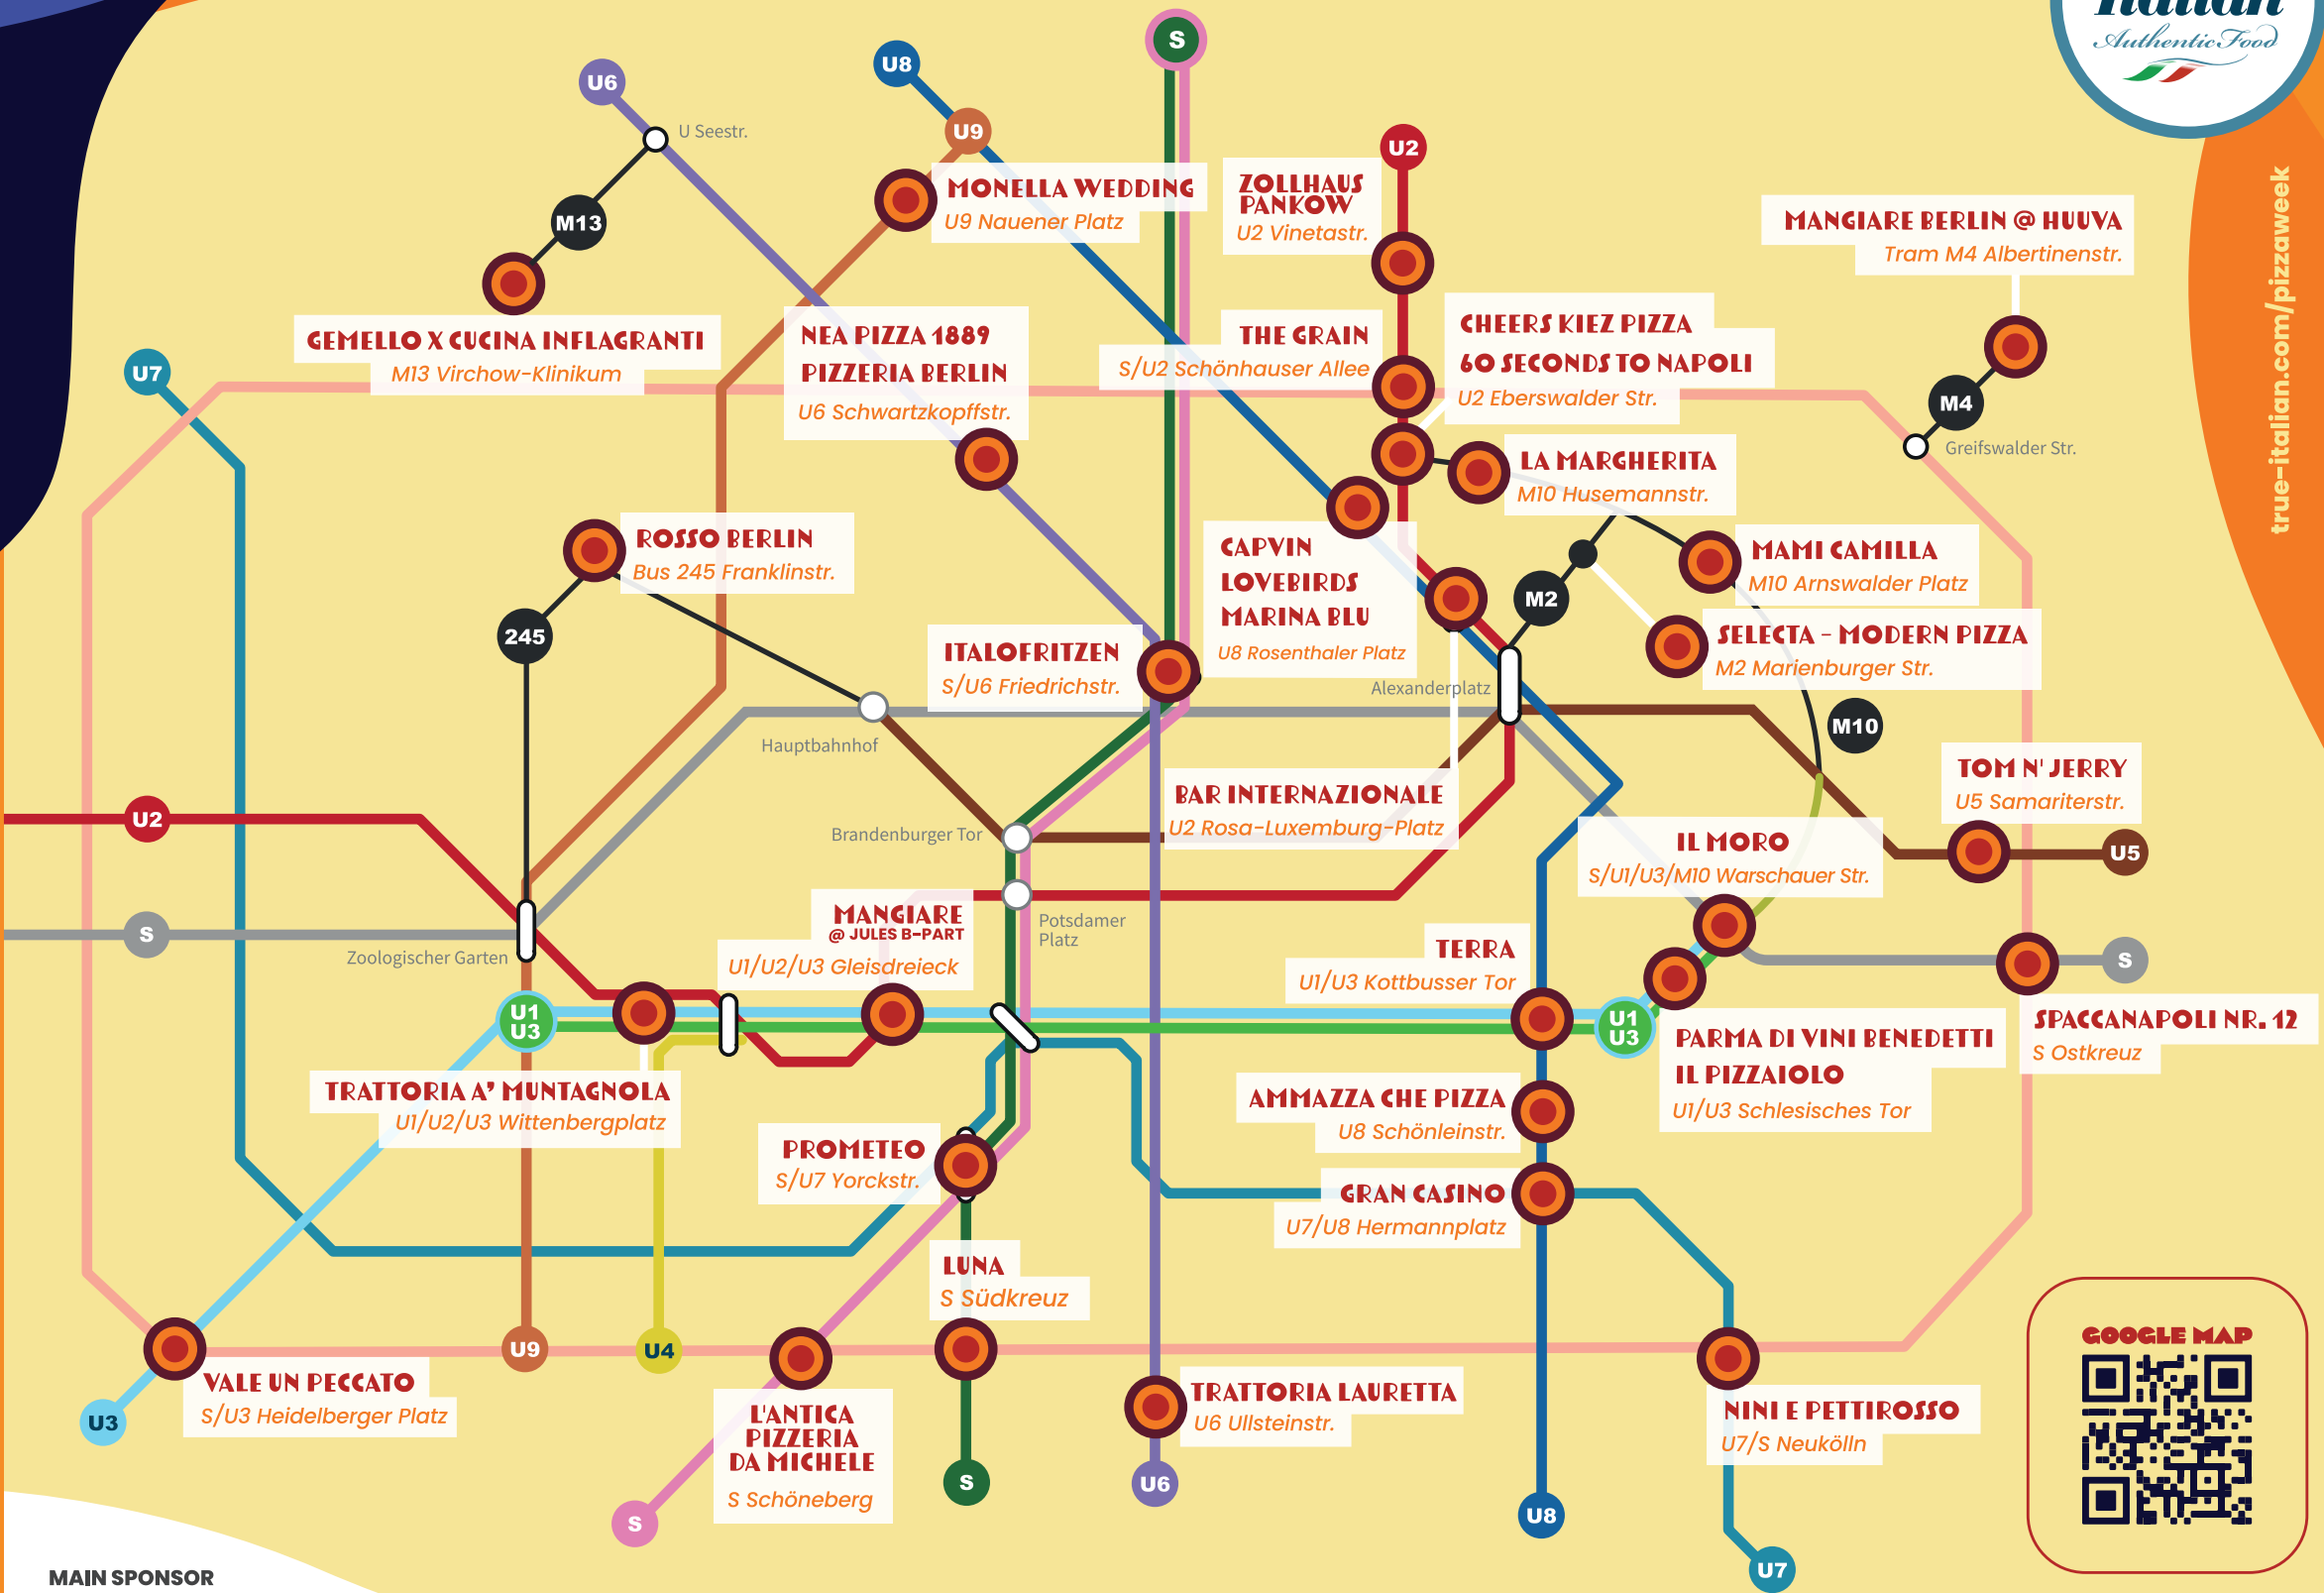 Italian
Authentic Food
true-italian.com/pizzaweek
S
U8
U6
U Seestr.
U9
U2
M13
MONELLA WEDDING
U9 Nauener Platz
ZOLLHAUS
PANKOW
U2 Vinetastr.
MANGIARE BERLIN @ HUUVA
Tram M4 Albertinenstr.
GEMELLO X CUCINA INFLAGRANTI
M13 Virchow-Klinikum
U7
NEA PIZZA 1889
PIZZERIA BERLIN
U6 Schwartzkopffstr.
THE GRAIN
S/U2 Schönhauser Allee
CHEERS KIEZ PIZZA
60 SECONDS TO NAPOLI
U2 Eberswalder Str.
M4
Greifswalder Str.
LA MARGHERITA
M10 Husemannstr.
ROSSO BERLIN
Bus 245 Franklinstr.
245
CAPVIN
LOVEBIRDS
MARINA BLU
U8 Rosenthaler Platz
M2
MAMI CAMILLA
M10 Arnswalder Platz
SELECTA - MODERN PIZZA
M2 Marienburger Str.
ITALOFRITZEN
S/U6 Friedrichstr.
Alexanderplatz
M10
Hauptbahnhof
TOM N' JERRY
U5 Samariterstr.
U5
BAR INTERNAZIONALE
U2 Rosa-Luxemburg-Platz
Brandenburger Tor
U2
IL MORO
S/U1/U3/M10 Warschauer Str.
S
Zoologischer Garten
MANGIARE
@ JULES B-PART
U1/U2/U3 Gleisdreieck
Potsdamer
Platz
TERRA
U1/U3 Kottbusser Tor
S
U1
U3
U1
U3
SPACCANAPOLI NR. 12
S Ostkreuz
PARMA DI VINI BENEDETTI
IL PIZZAIOLO
U1/U3 Schlesisches Tor
TRATTORIA A' MUNTAGNOLA
U1/U2/U3 Wittenbergplatz
AMMAZZA CHE PIZZA
U8 Schönleinstr.
PROMETEO
S/U7 Yorckstr.
GRAN CASINO
U7/U8 Hermannplatz
LUNA
S Südkreuz
U9
U4
VALE UN PECCATO
S/U3 Heidelberger Platz
U3
L'ANTICA
PIZZERIA
DA MICHELE
S Schöneberg
TRATTORIA LAURETTA
U6 Ullsteinstr.
NINI E PETTIROSSO
U7/S Neukölln
GOOGLE MAP
S
S
U6
U8
U7
MAIN SPONSOR